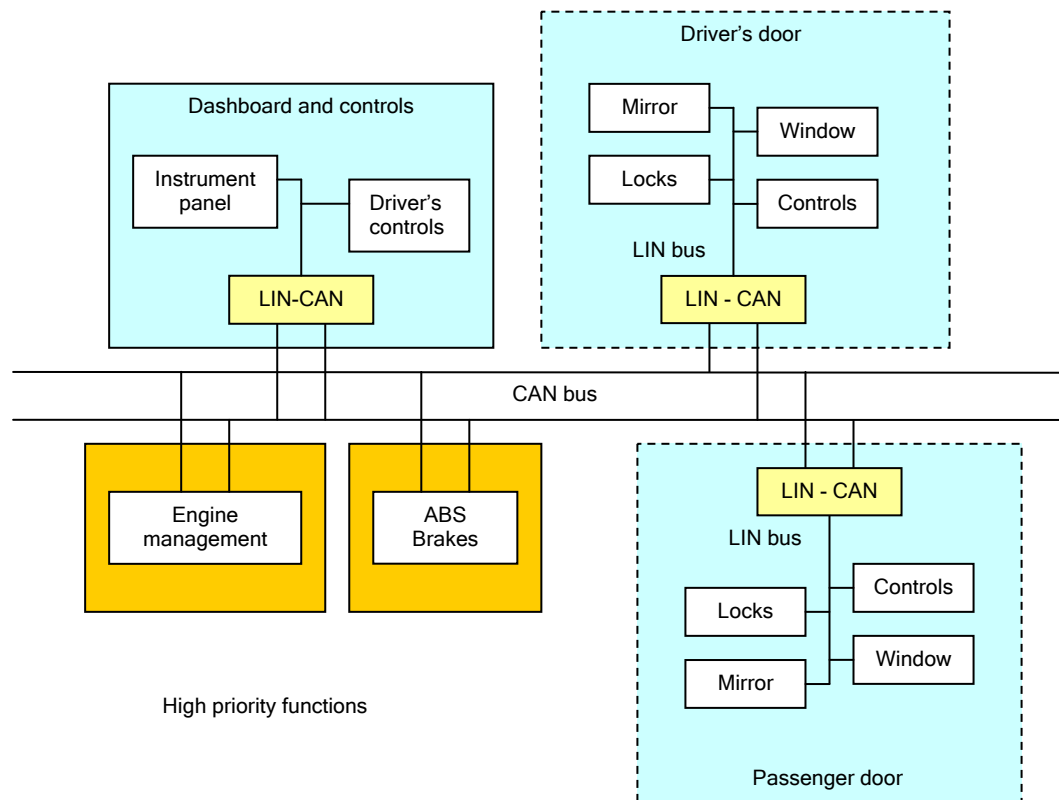 Driver's door
Dashboard and controls
Mirror
Window
Instrument
panel
Locks
Driver's
controls
Controls
LIN bus
LIN-CAN
LIN - CAN
CAN bus
LIN - CAN
Engine
management
ABS
Brakes
LIN bus
Controls
Locks
Window
Mirror
High priority functions
Passenger door